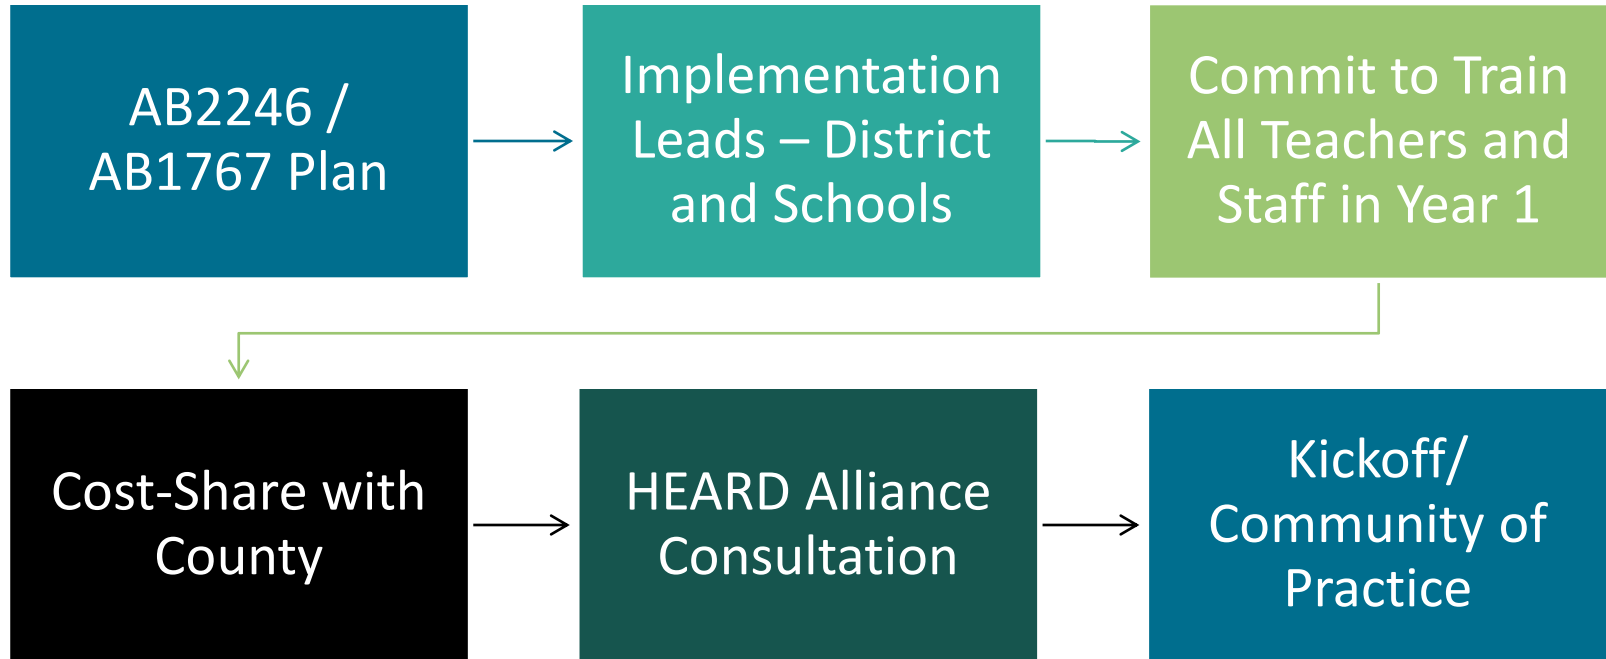 AB2246 /
AB1767 Plan
Implementation
Leads – District
and Schools
Commit to Train
All Teachers and
Staff in Year 1
Cost-Share with
County
HEARD Alliance
Consultation
Kickoff/
Community of
Practice